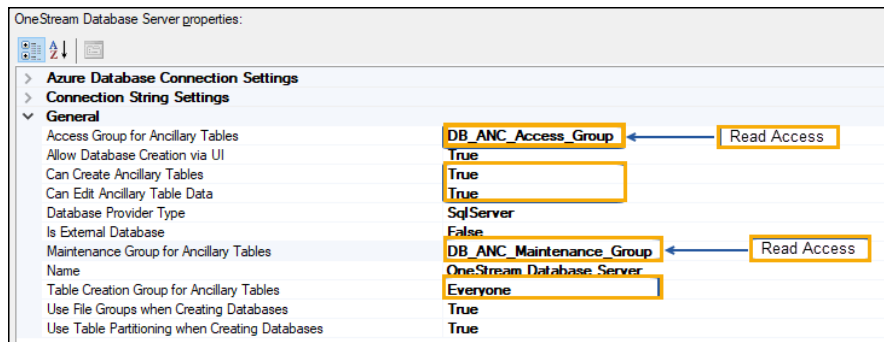 OneStream Database Server properties:
Azure Database Connection Settings
Connection String Settings
General
Access Group for Ancillary Tables DB_ANC_Access_Group Read Access
Allow Database Creation via UI True
Can Create Ancillary Tables True
Can Edit Ancillary Table Data True
Database Provider Type SqlServer
Is External Database False
Maintenance Group for Ancillary Tables DB_ANC_Maintenance_Group Read Access
Name OneStream Database Server
Table Creation Group for Ancillary Tables Everyone
Use File Groups when Creating Databases True
Use Table Partitioning when Creating Databases True